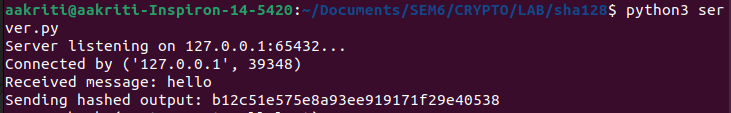 aakriti@aakriti-Inspiron-14-5420:~/Documents/SEM6/CRYPTO/LAB/sha128$ python3 ser
ver.py
Server listening on 127.0.0.1:65432...
Connected by ('127.0.0.1', 39348)
Received message: hello
Sending hashed output: b12c51e575e8a93ee919171f29e40538